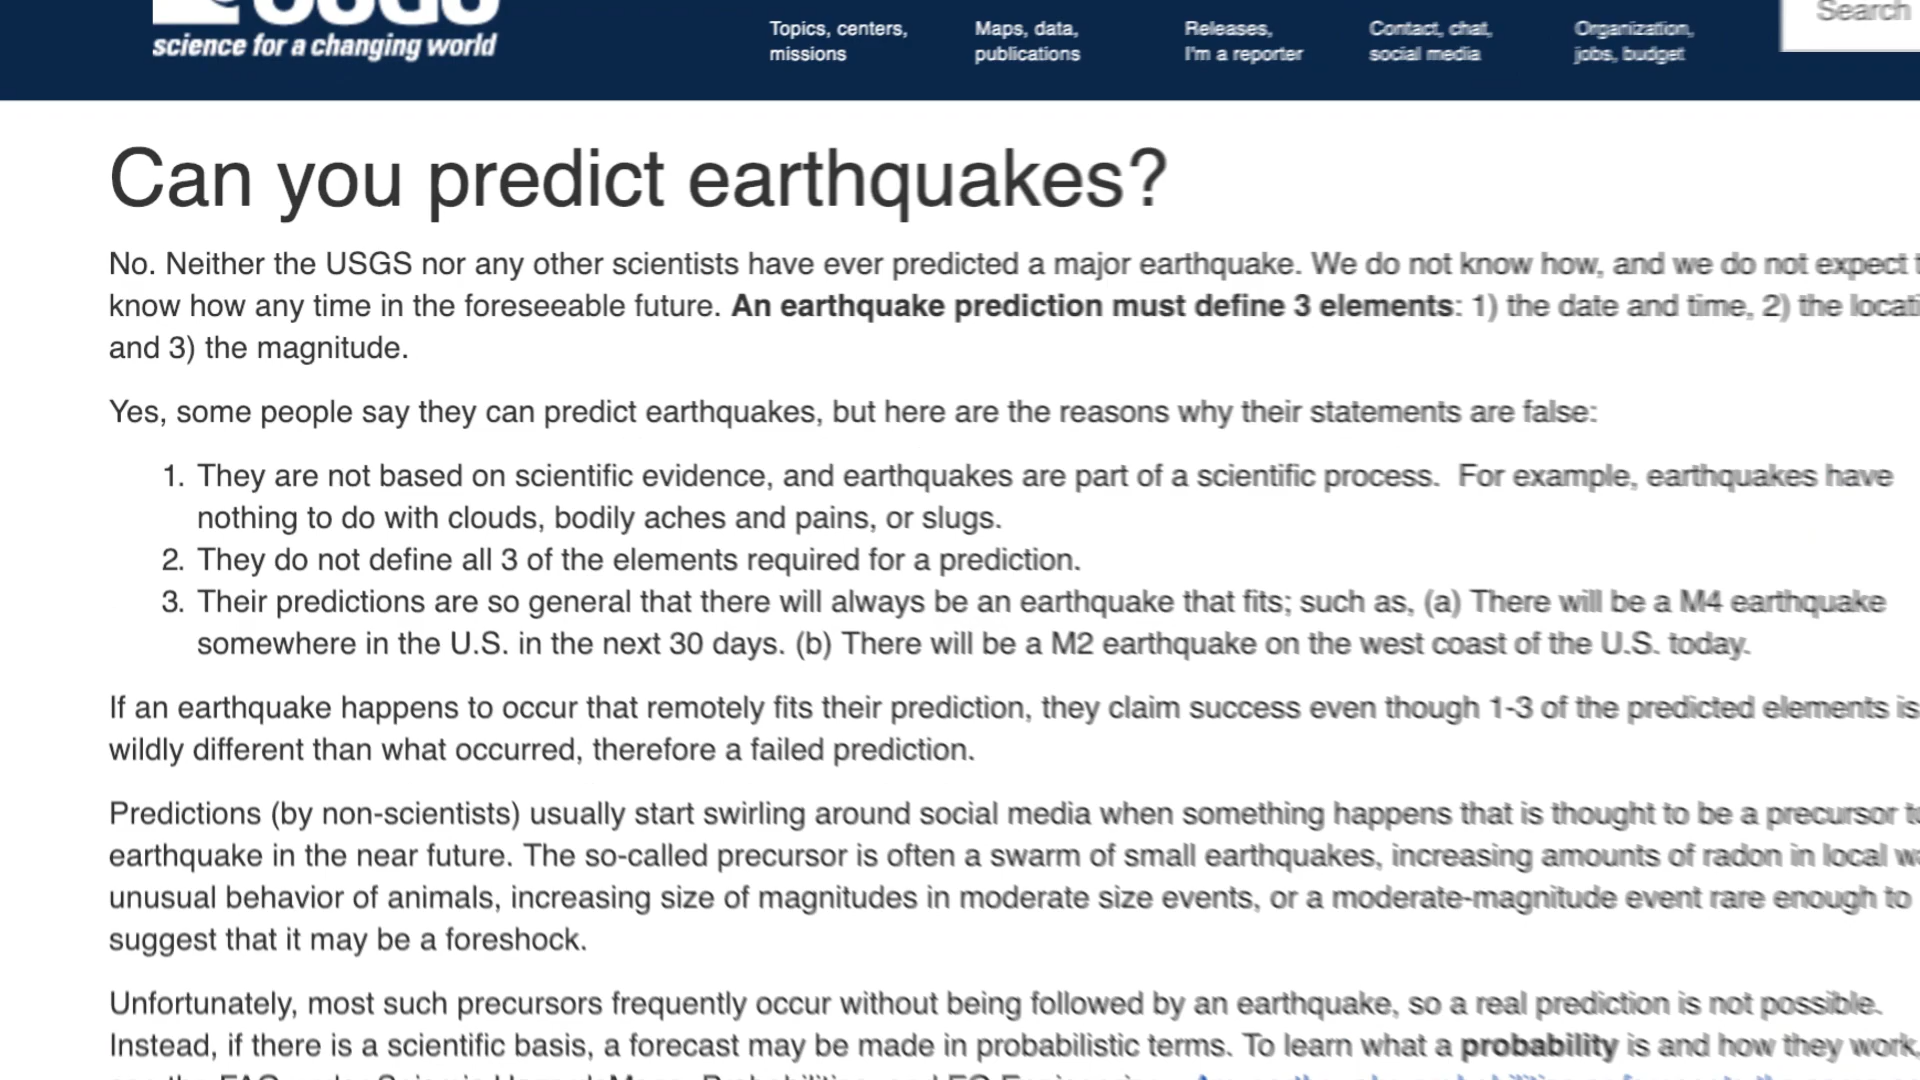 science for a changing world
Topics, centers,
missions
Maps, data,
publications
Releases,
I'm a reporter
Contact, chat,
social media
Organization,
jobs, budget
Search
Can you predict earthquakes?
No. Neither the USGS nor any other scientists have ever predicted a major earthquake. We do not know how, and we do not expect
know how any time in the foreseeable future. An earthquake prediction must define 3 elements: 1) the date and time, 2) the
and 3) the magnitude.
Yes, some people say they can predict earthquakes, but here are the reasons why their statements are false:
1. They are not based on scientific evidence, and earthquakes are part of a scientific process. For example, earthquakes have
nothing to do with clouds, bodily aches and pains, or slugs.
2. They do not define all 3 of the elements required for a prediction.
3. Their predictions are so general that there will always be an earthquake that fits; such as, (a) There will be a M4 earthquake
somewhere in the U.S. in the next 30 days. (b) There will be a M2 earthquake on the west coast of the U.S. today.
If an earthquake happens to occur that remotely fits their prediction, they claim success even though 1-3 of the predicted elements is
wildly different than what occurred, therefore a failed prediction.
Predictions (by non-scientists) usually start swirling around social media when something happens that is thought to be a precursor
earthquake in the near future. The so-called precursor is often a swarm of small earthquakes, increasing amounts of radon in local
unusual behavior of animals, increasing size of magnitudes in moderate size events, or a moderate-magnitude event rare enough to
suggest that it may be a foreshock.
Unfortunately, most such precursors frequently occur without being followed by an earthquake, so a real prediction is not possible.
Instead, if there is a scientific basis, a forecast may be made in probabilistic terms. To learn what a probability is and how they work,